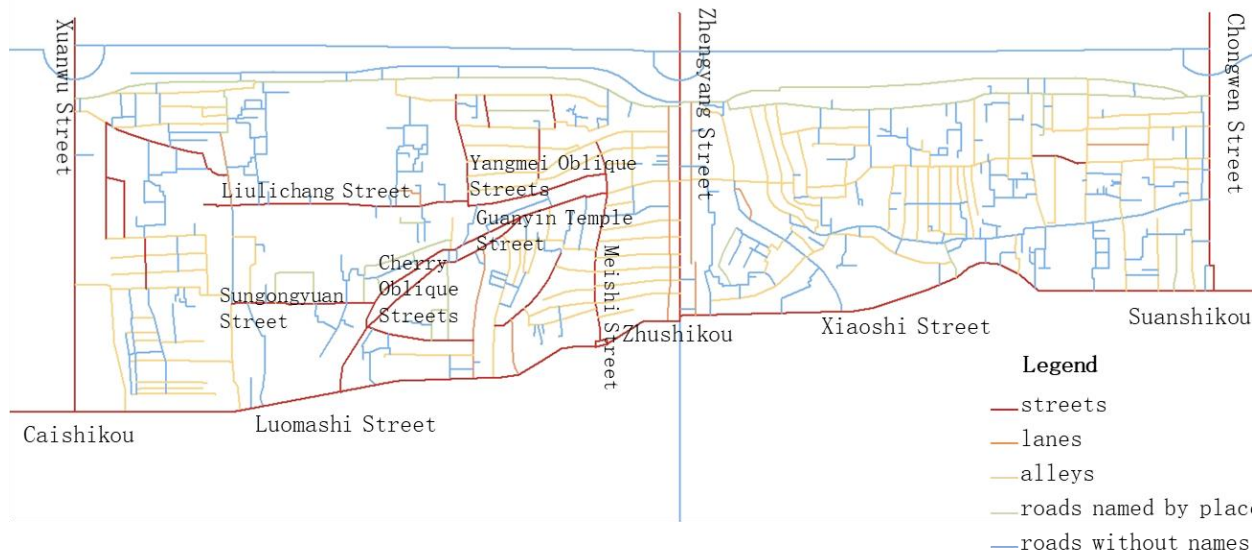 Xuanwu Street
Zhengyang Street
Chongwen Street
Yangmei Oblique
Streets
LiuLichang Street
Guanyin Temple
Street
Meishi Street
Cherry
Oblique
Streets
Sungongyuan
Street
Zhushikou
Xiaoshi Street
Suanshikou
Luomashi Street
Caishikou
Legend
streets
lanes
alleys
roads named by place
roads without names